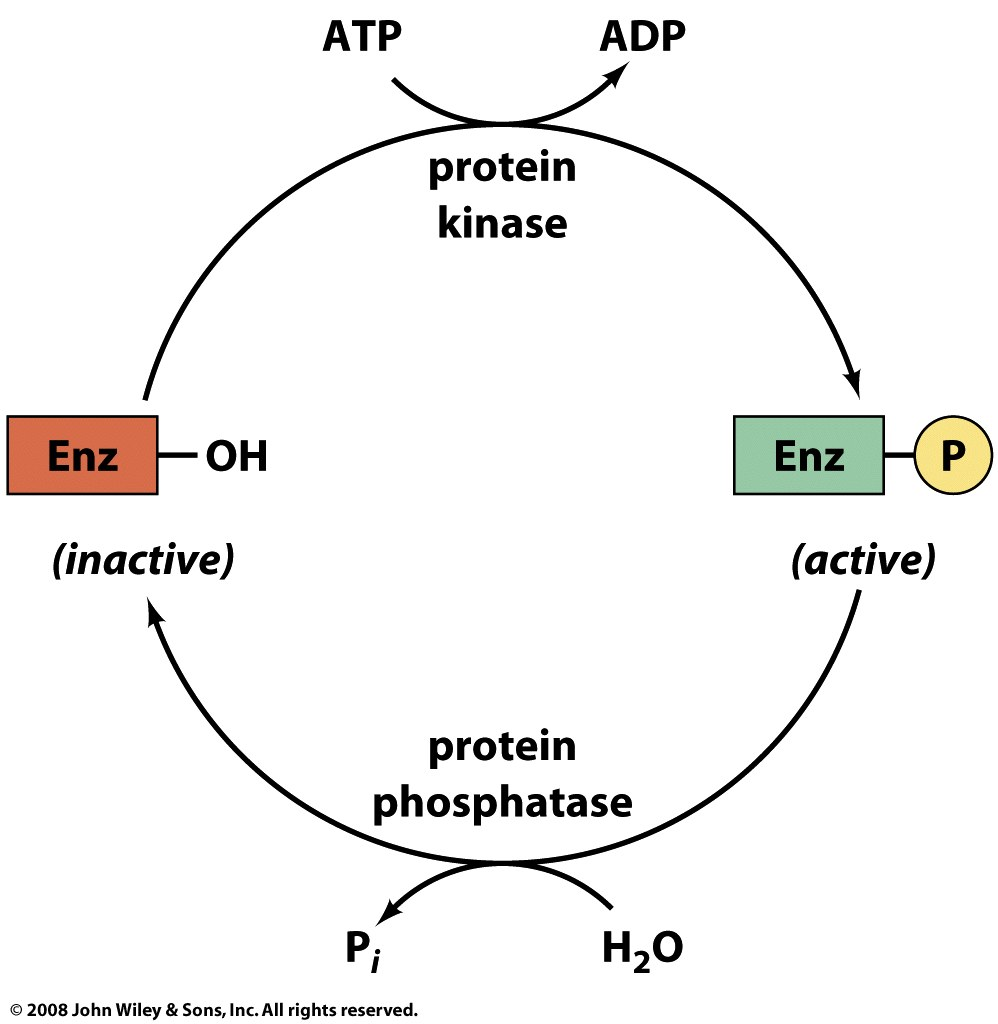 ATP ADP
protein
kinase
Enz OH Enz P
(inactive) (active)
protein
phosphatase
Pi H2O
© 2008 John Wiley & Sons, Inc. All rights reserved.